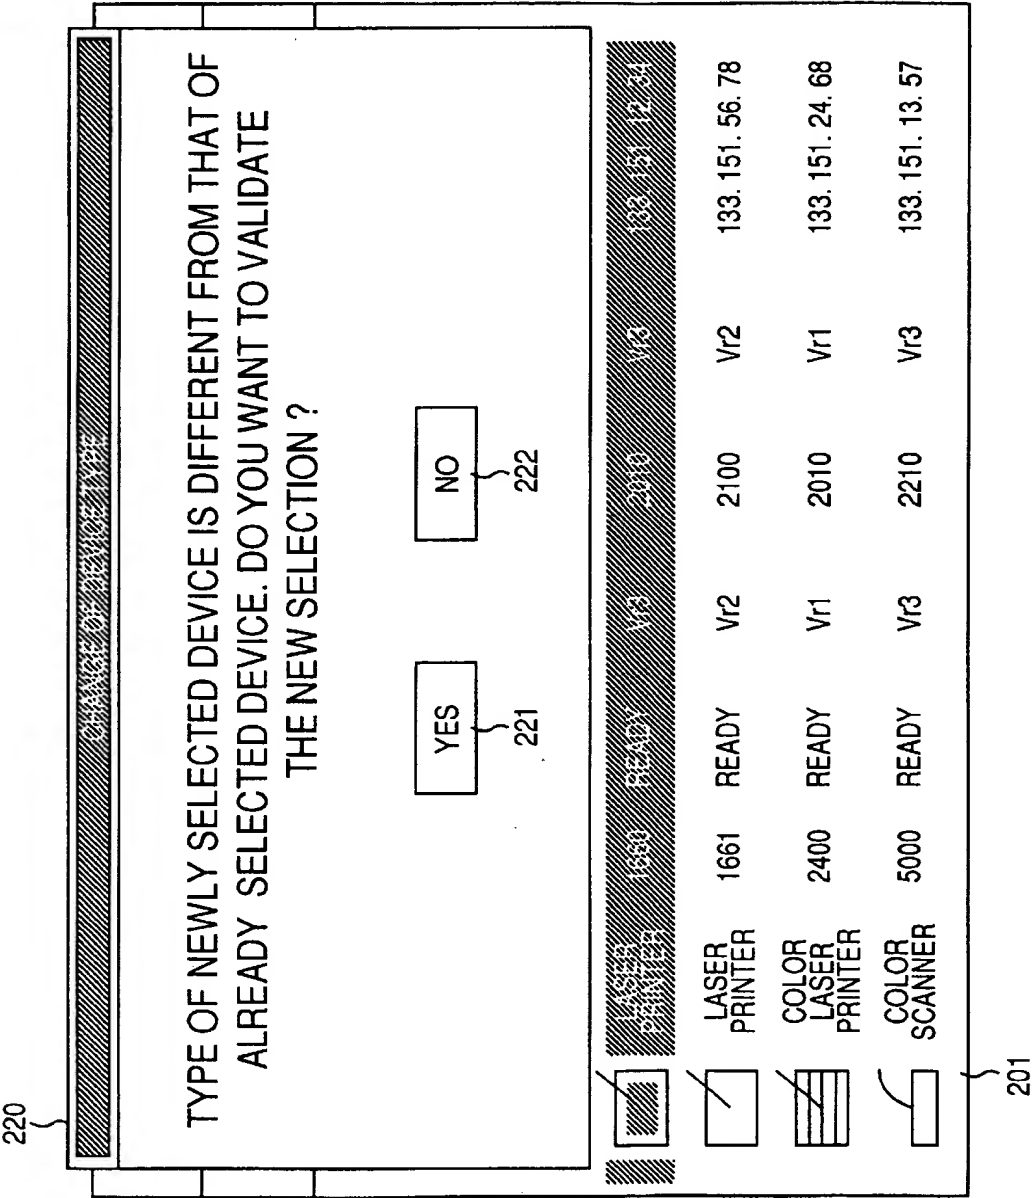 220
CHANGE OF DEVICE TYPE
TYPE OF NEWLY SELECTED DEVICE IS DIFFERENT FROM THAT OF
ALREADY SELECTED DEVICE. DO YOU WANT TO VALIDATE
THE NEW SELECTION ?
YES NO
221 222
LASER
PRINTER 1660 READY Vr3 2010 Vr3 133. 151. 12. 34
LASER
PRINTER 1661 READY Vr2 2100 Vr2 133. 151. 56. 78
COLOR
LASER
PRINTER 2400 READY Vr1 2010 Vr1 133. 151. 24. 68
COLOR
SCANNER 5000 READY Vr3 2210 Vr3 133. 151. 13. 57
201